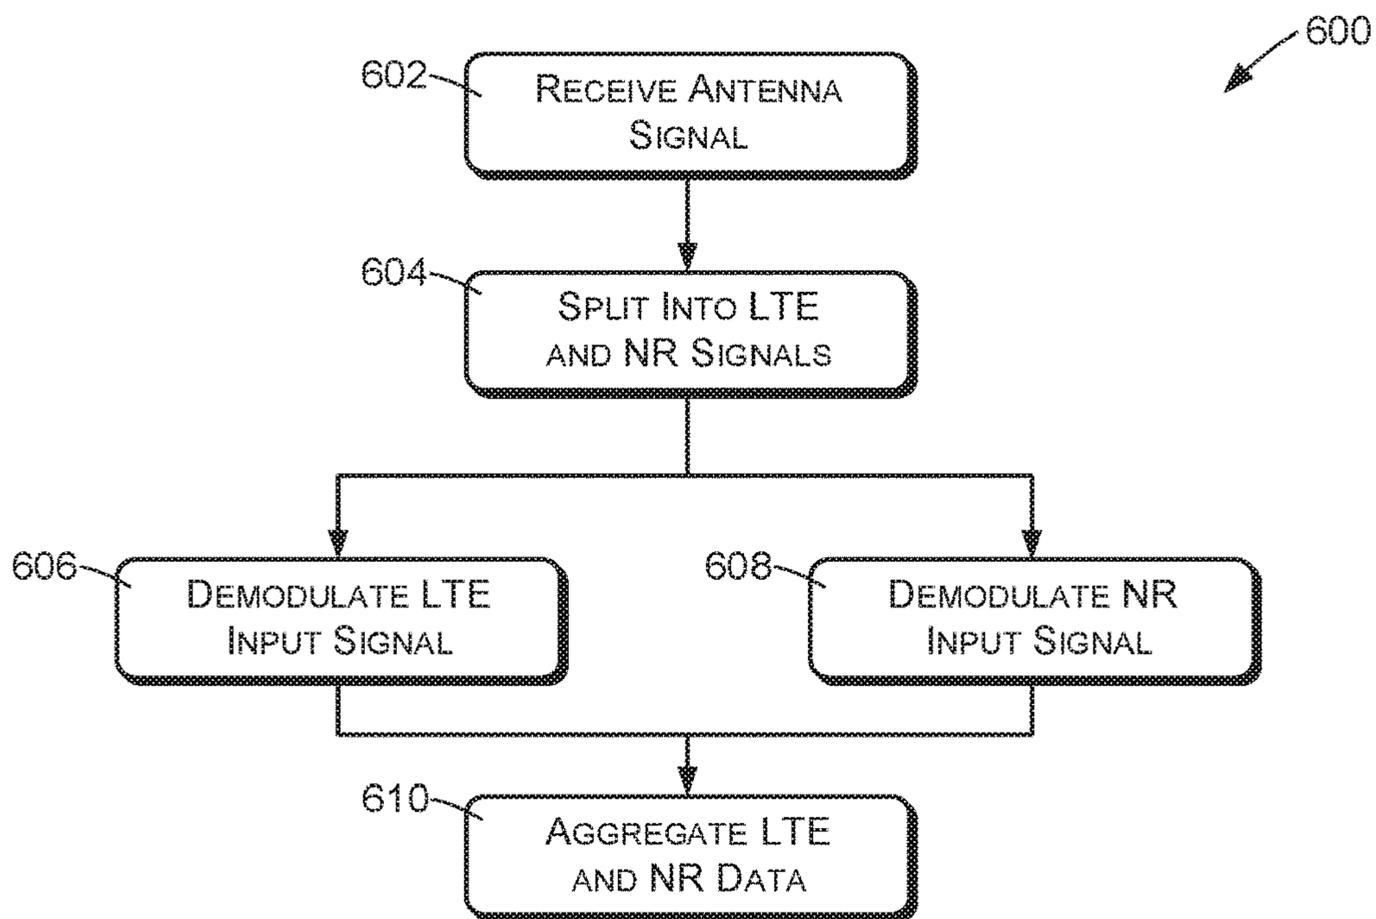 600
602
RECEIVE ANTENNA
SIGNAL
604
SPLIT INTO LTE
AND NR SIGNALS
606
DEMODULATE LTE
INPUT SIGNAL
608
DEMODULATE NR
INPUT SIGNAL
610
AGGREGATE LTE
AND NR DATA